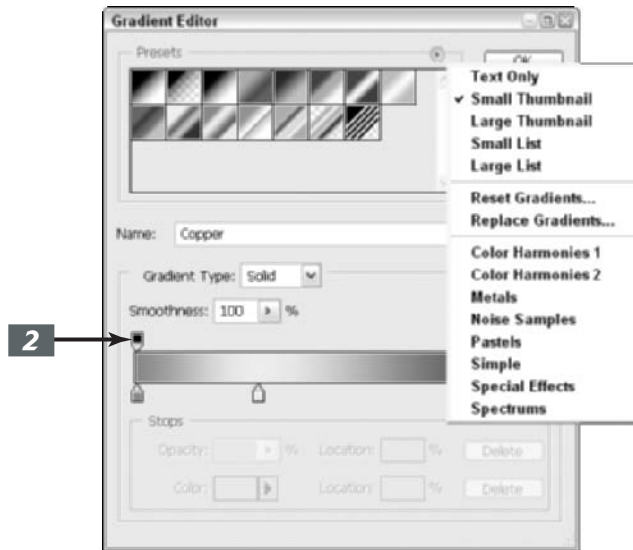 Gradient Editor
Presets
OK
Text Only
Small Thumbnail
Large Thumbnail
Small List
Large List
Reset Gradients...
Replace Gradients...
Color Harmonies 1
Color Harmonies 2
Metals
Noise Samples
Pastels
Simple
Special Effects
Spectrums
Name: Copper
Gradient Type: Solid
Smoothness: 100 %
2
Stops
Opacity: % Location: % Delete
Color: Location: % Delete